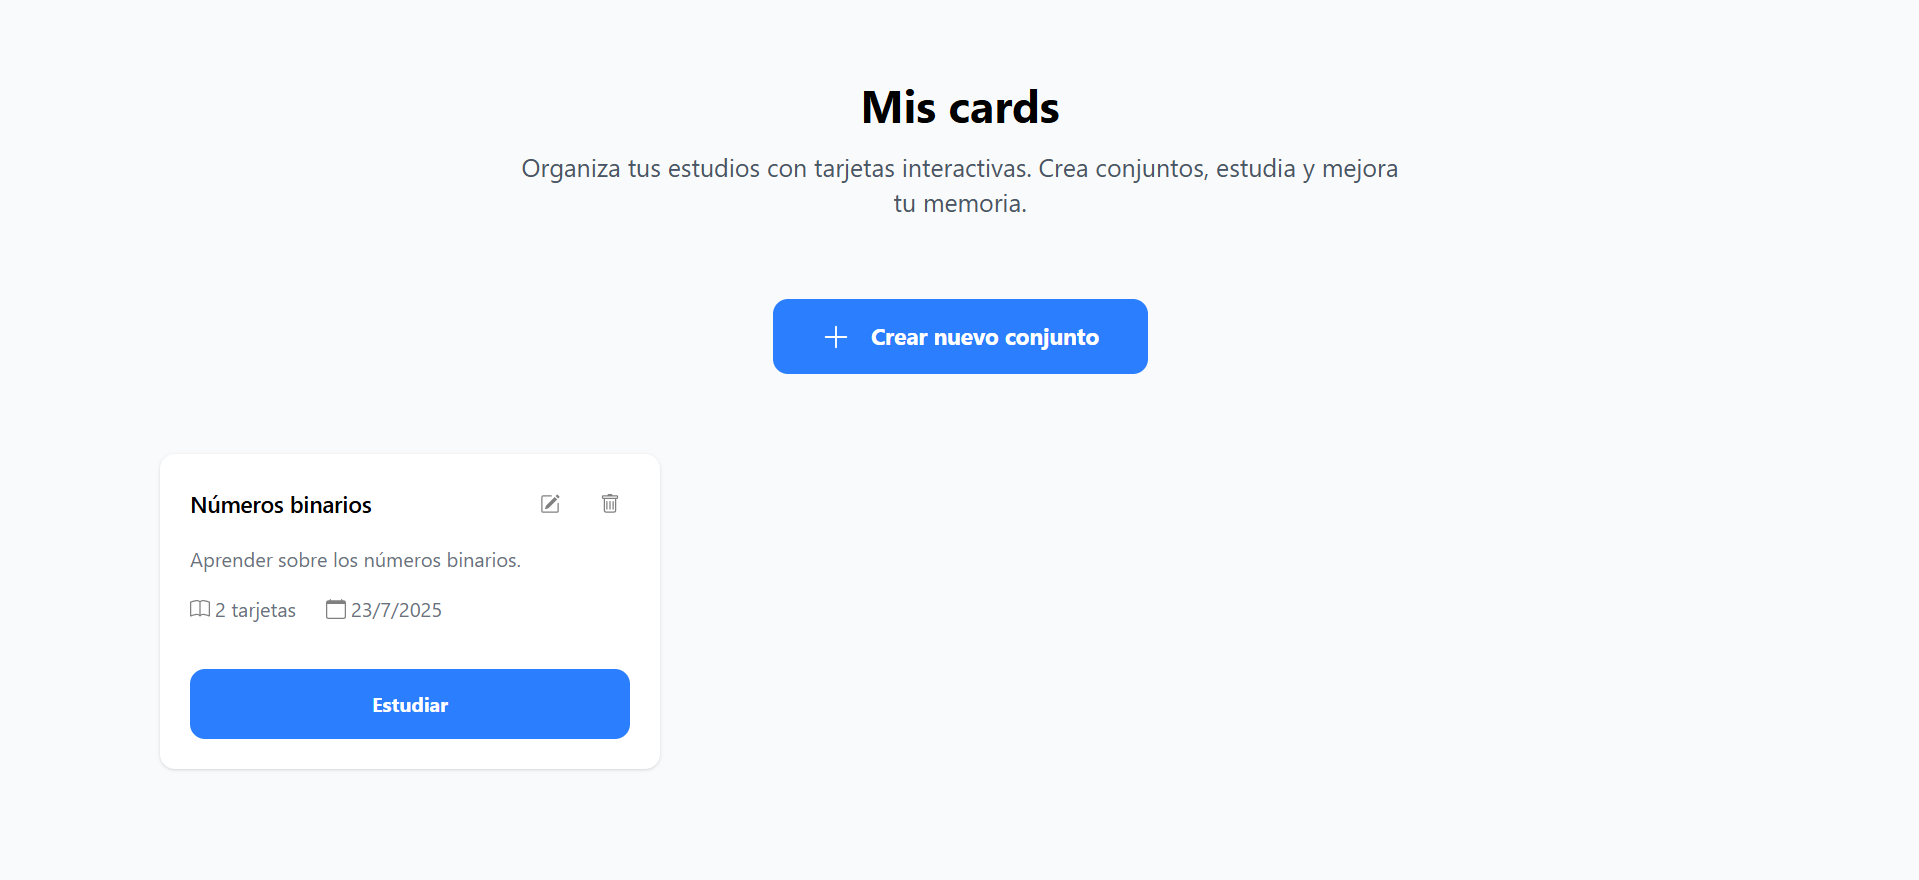 Mis cards
Organiza tus estudios con tarjetas interactivas. Crea conjuntos, estudia y mejora
tu memoria.
Crear nuevo conjunto
Números binarios
Aprender sobre los números binarios.
2 tarjetas 23/7/2025
Estudiar